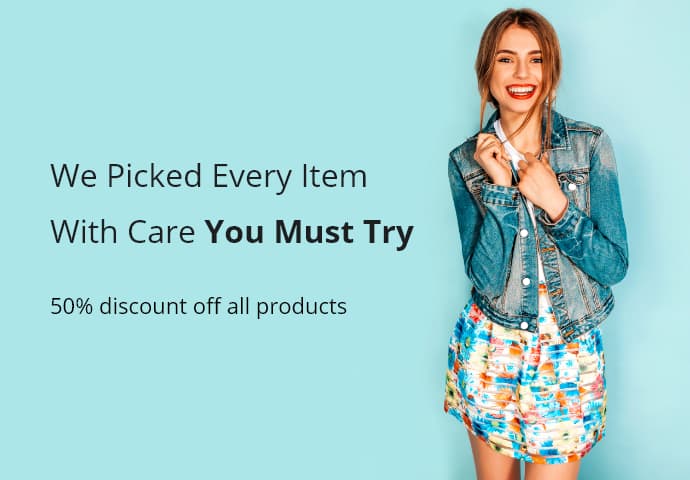 We Picked Every Item
With Care You Must Try
50% discount off all products